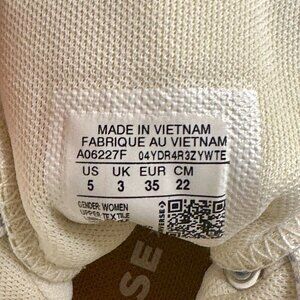 MADE IN VIETNAM
FABRIQUE AU VIETNAM
A06227F 04YDR4R3ZYWTE
US UK EUR CM
5 3 35 22
GENDER WOMEN
UPPER TEXTILE
SE